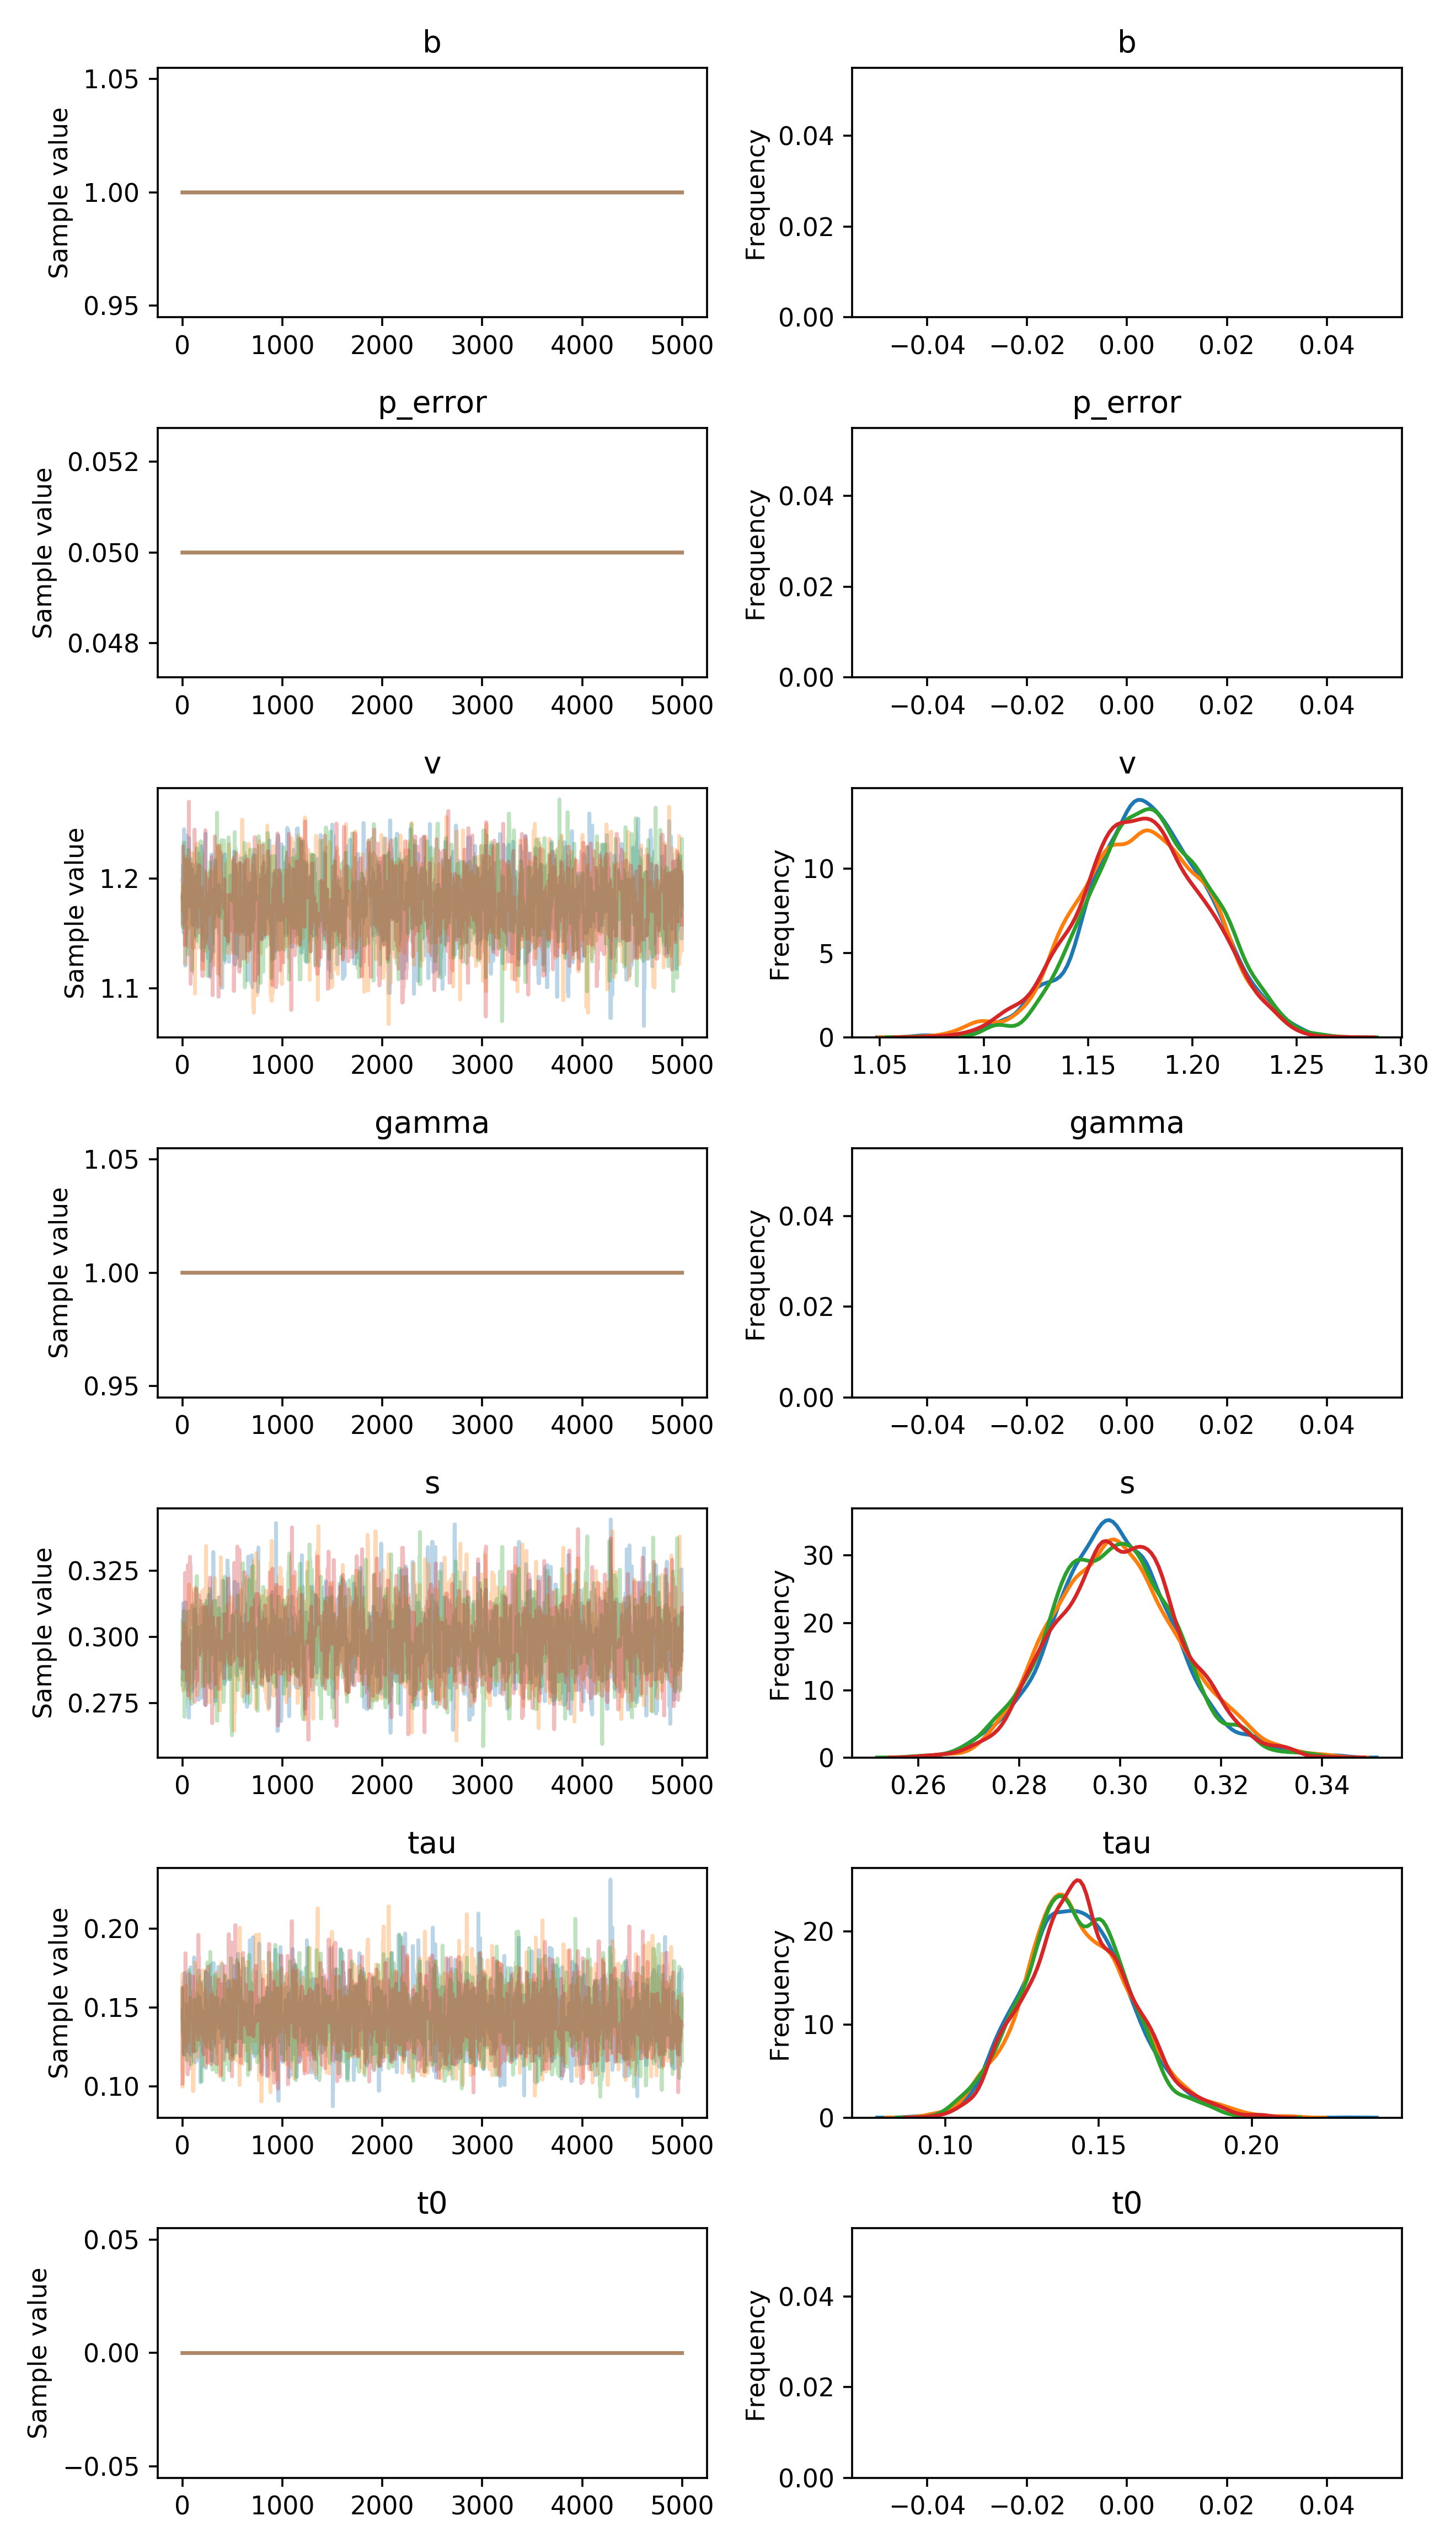 b
b
Sample value
1.05
1.00
0.95
0 1000 2000 3000 4000 5000
Frequency
0.04
0.02
0.00
−0.04 −0.02 0.00 0.02 0.04
p_error
p_error
Sample value
0.052
0.050
0.048
0 1000 2000 3000 4000 5000
Frequency
0.04
0.02
0.00
−0.04 −0.02 0.00 0.02 0.04
v
v
Sample value
1.2
1.1
0 1000 2000 3000 4000 5000
Frequency
10
5
0
1.05 1.10 1.15 1.20 1.25 1.30
gamma
gamma
Sample value
1.05
1.00
0.95
0 1000 2000 3000 4000 5000
Frequency
0.04
0.02
0.00
−0.04 −0.02 0.00 0.02 0.04
s
s
Sample value
0.325
0.300
0.275
0 1000 2000 3000 4000 5000
Frequency
30
20
10
0
0.26 0.28 0.30 0.32 0.34
tau
tau
Sample value
0.20
0.15
0.10
0 1000 2000 3000 4000 5000
Frequency
20
10
0
0.10 0.15 0.20
t0
t0
Sample value
0.05
0.00
−0.05
0 1000 2000 3000 4000 5000
Frequency
0.04
0.02
0.00
−0.04 −0.02 0.00 0.02 0.04